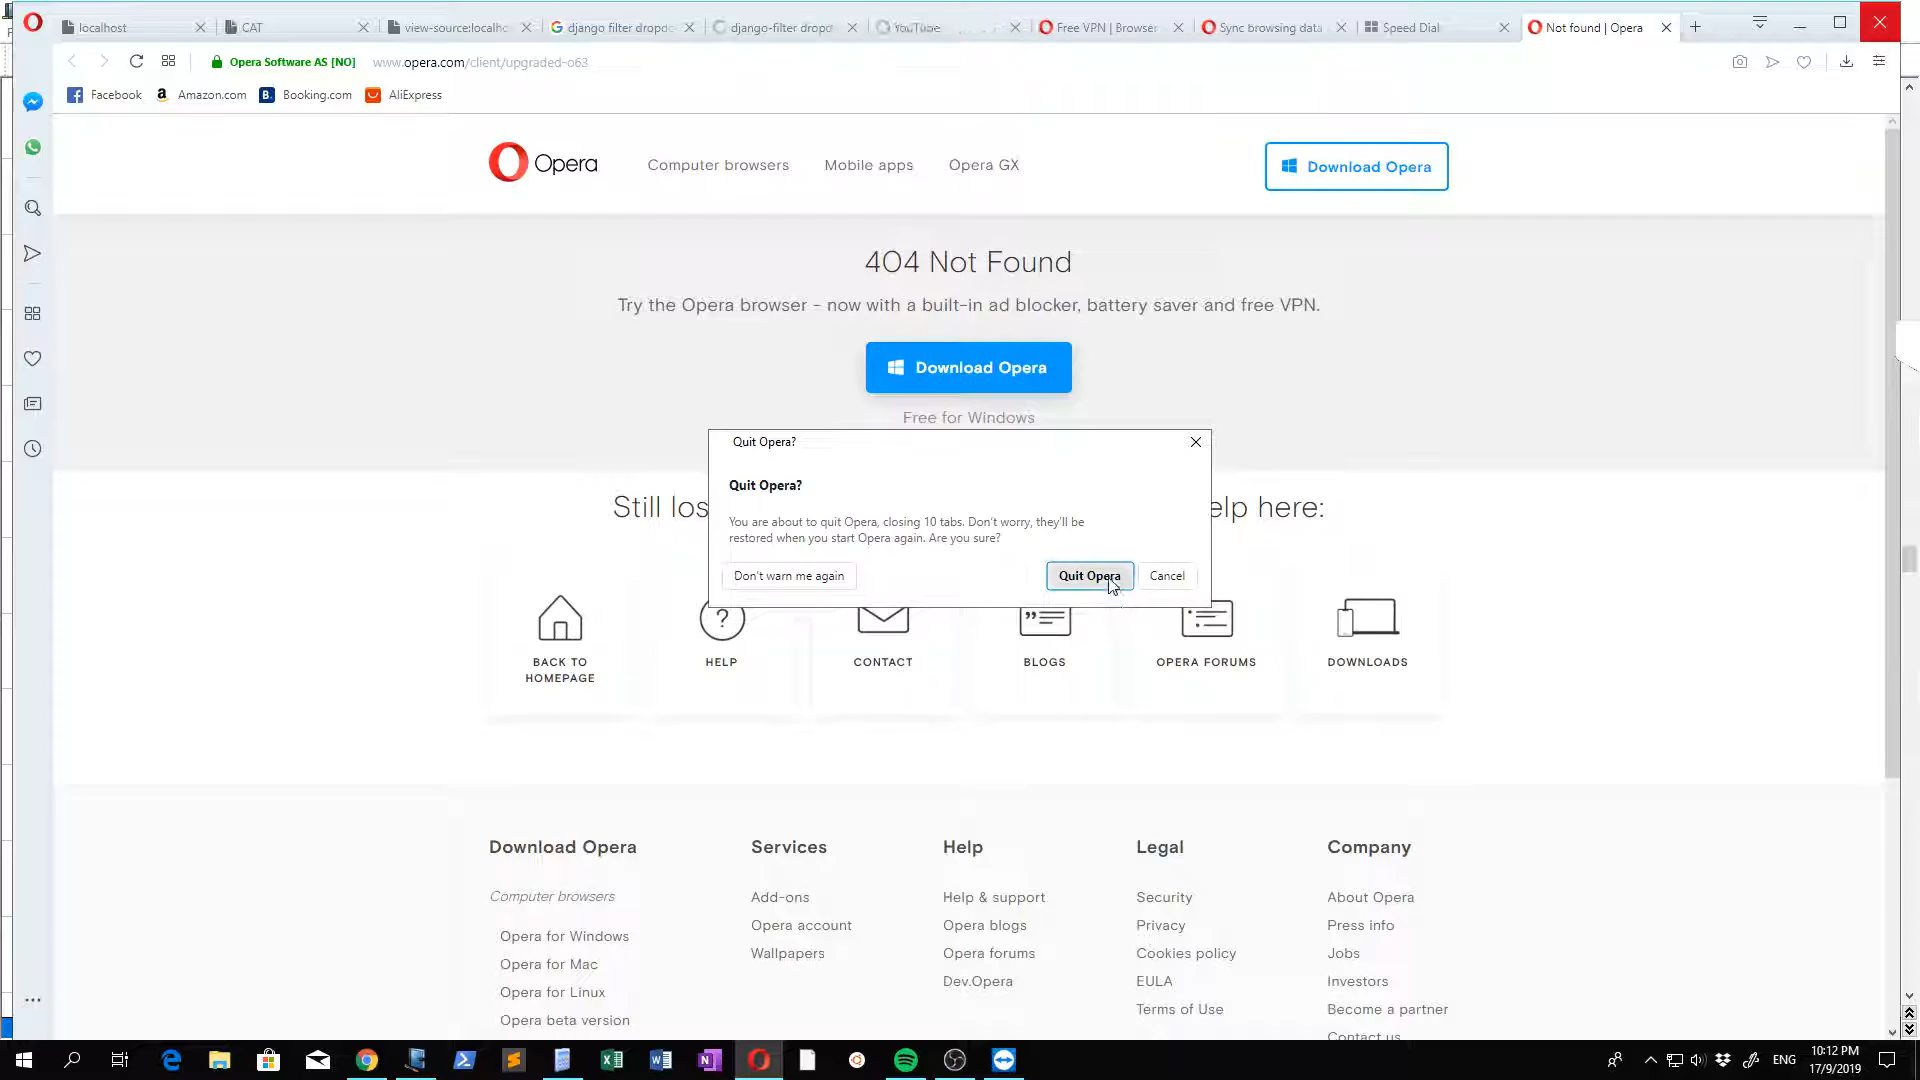 localhost
CAT
view-source:localho
django filter dropdo
django-filter dropd
YouTube
Free VPN | Browser
Sync browsing data
Speed Dial
Not found | Opera
Opera Software AS [NO]
www.opera.com/client/upgraded-o63
Facebook
Amazon.com
Booking.com
AliExpress
Opera
Computer browsers
Mobile apps
Opera GX
Download Opera
404 Not Found
Try the Opera browser - now with a built-in ad blocker, battery saver and free VPN.
Download Opera
Free for Windows
Still los
elp here:
Quit Opera?
Quit Opera?
You are about to quit Opera, closing 10 tabs. Don't worry, they'll be
restored when you start Opera again. Are you sure?
Don't warn me again
Quit Opera
Cancel
BACK TO
HOMEPAGE
HELP
CONTACT
BLOGS
OPERA FORUMS
DOWNLOADS
Download Opera
Computer browsers
Opera for Windows
Opera for Mac
Opera for Linux
Opera beta version
Services
Add-ons
Opera account
Wallpapers
Help
Help & support
Opera blogs
Opera forums
Dev.Opera
Legal
Security
Privacy
Cookies policy
EULA
Terms of Use
Company
About Opera
Press info
Jobs
Investors
Become a partner
Contact us
ENG
10:12 PM
17/9/2019